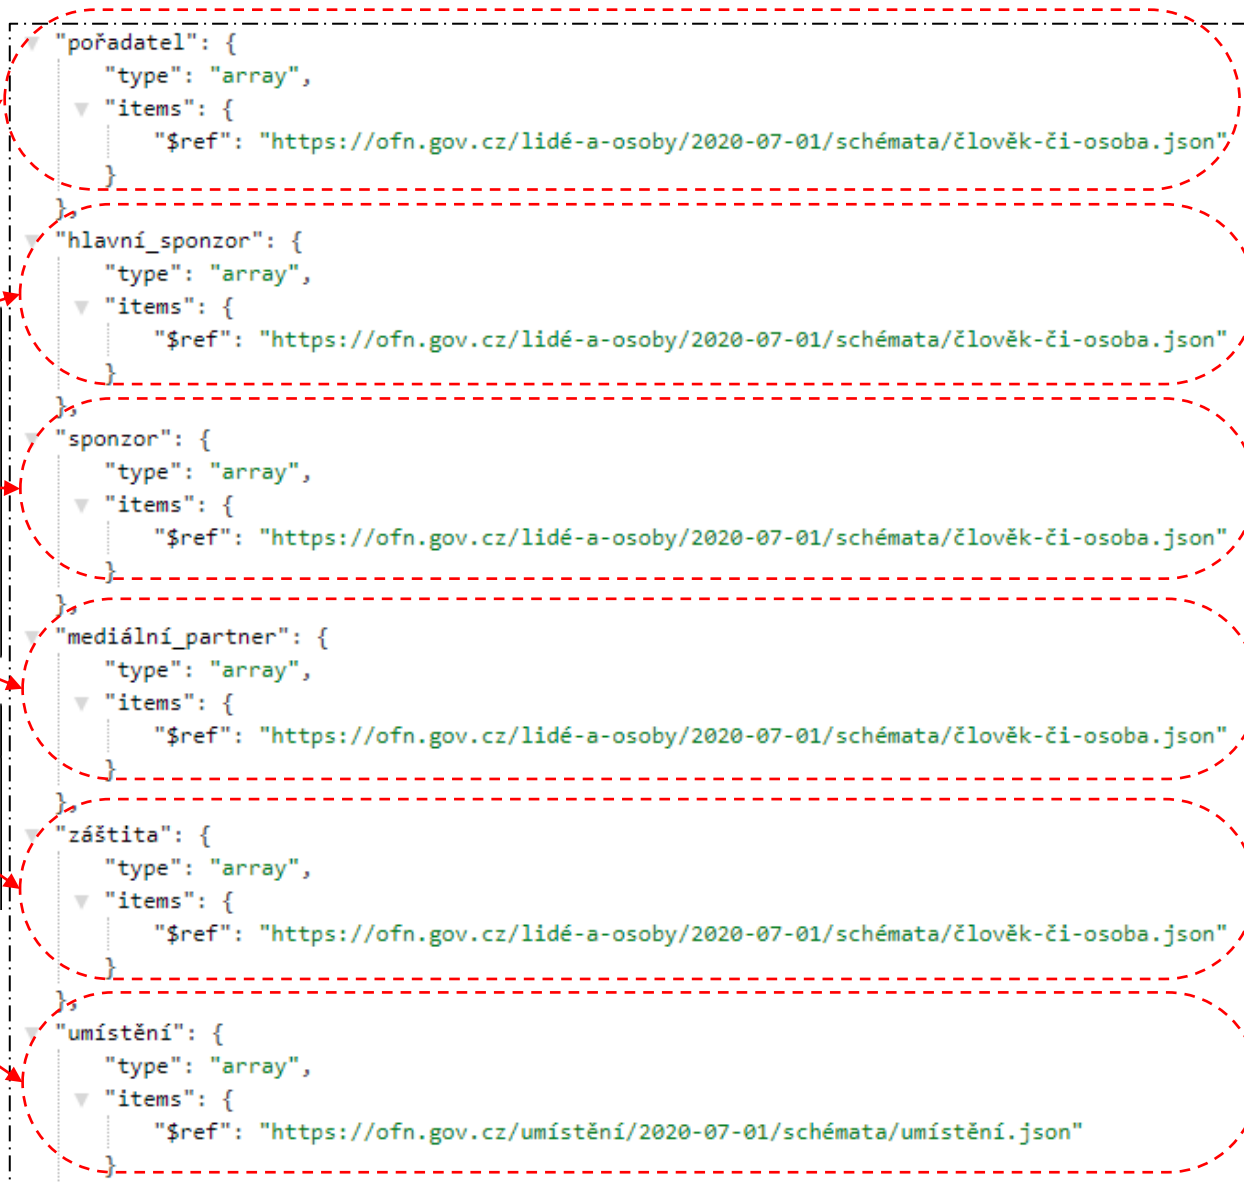 "pořadatel": {
"type": "array",
"items": {
"$ref": "https://ofn.gov.cz/lidé-a-osoby/2020-07-01/schémata/člověk-či-osoba.json"
}
},
"hlavní_sponzor": {
"type": "array",
"items": {
"$ref": "https://ofn.gov.cz/lidé-a-osoby/2020-07-01/schémata/člověk-či-osoba.json"
}
},
"sponzor": {
"type": "array",
"items": {
"$ref": "https://ofn.gov.cz/lidé-a-osoby/2020-07-01/schémata/člověk-či-osoba.json"
}
},
"mediální_partner": {
"type": "array",
"items": {
"$ref": "https://ofn.gov.cz/lidé-a-osoby/2020-07-01/schémata/člověk-či-osoba.json"
}
},
"záštita": {
"type": "array",
"items": {
"$ref": "https://ofn.gov.cz/lidé-a-osoby/2020-07-01/schémata/člověk-či-osoba.json"
}
},
"umístění": {
"type": "array",
"items": {
"$ref": "https://ofn.gov.cz/umístění/2020-07-01/schémata/umístění.json"
}